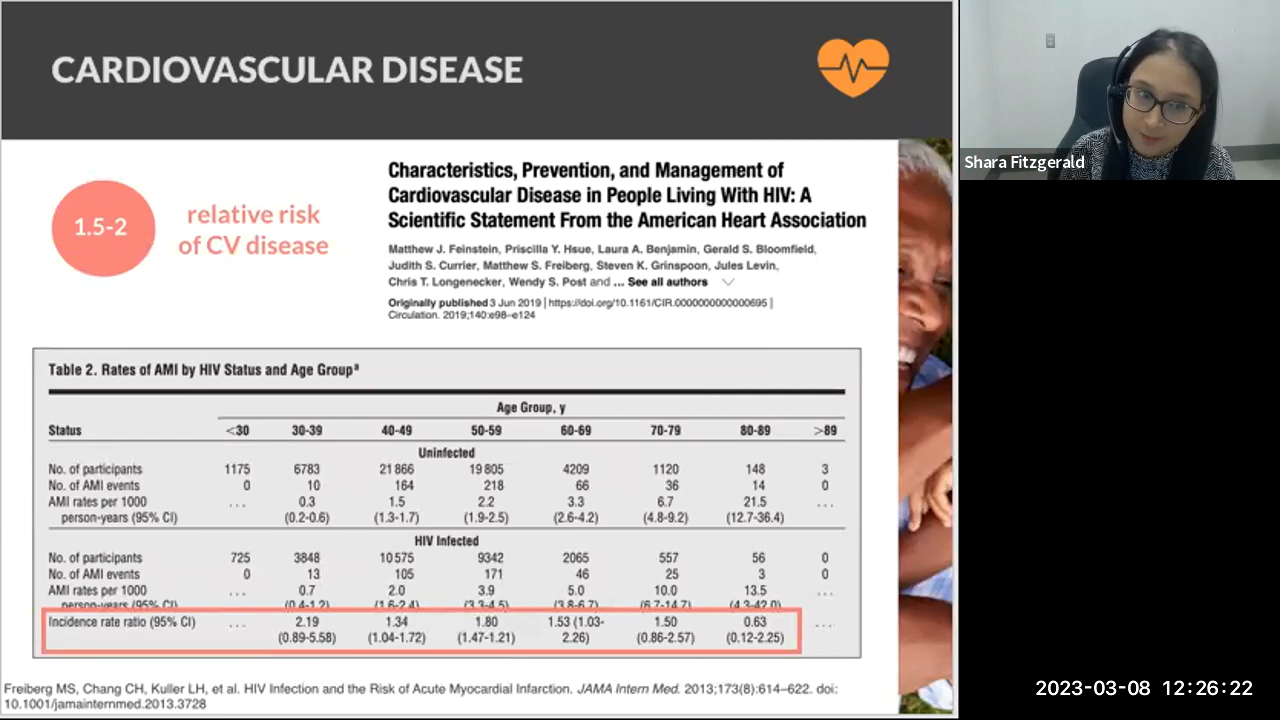 CARDIOVASCULAR DISEASE
1.5-2
relative risk
of CV disease
Characteristics, Prevention, and Management of
Cardiovascular Disease in People Living With HIV: A
Scientific Statement From the American Heart Association
Matthew J. Feinstein, Priscilla Y. Hsue, Laura A. Benjamin, Gerald S. Bloomfield,
Judith S. Currier, Matthew S. Freiberg, Steven K. Grinspoon, Jules Levin,
Chris T. Longenecker, Wendy S. Post and ... See all authors
Originally published 3 Jun 2019 | https://doi.org/10.1161/CIR.0000000000000695 |
Circulation. 2019;140:e98–e124
Table 2. Rates of AMI by HIV Status and Age Groupª
Age Group, y
Status <30 30-39 40-49 50-59 60-69 70-79 80-89 >89
Uninfected
No. of participants 1175 6783 21 866 19 805 4209 1120 148 3
No. of AMI events 0 10 164 218 66 36 14 0
AMI rates per 1000 ... 0.3 1.5 2.2 3.3 6.7 21.5 ...
person-years (95% CI) (0.2-0.6) (1.3-1.7) (1.9-2.5) (2.6-4.2) (4.8-9.2) (12.7-36.4)
HIV Infected
No. of participants 725 3848 10 575 9342 2065 557 56 0
No. of AMI events 0 13 105 171 46 25 3 0
AMI rates per 1000 ... 0.7 2.0 3.9 5.0 10.0 13.5 ...
person-years (95% CI) (0.4-1.2) (1.6-2.4) (3.3-4.5) (3.8-6.7) (6.7-14.7) (4.3-42.0)
Incidence rate ratio (95% CI) ... 2.19 1.34 1.80 1.53 (1.03- 1.50 0.63 ...
(0.89-5.58) (1.04-1.72) (1.47-1.21) 2.26) (0.86-2.57) (0.12-2.25)
Freiberg MS, Chang CH, Kuller LH, et al. HIV Infection and the Risk of Acute Myocardial Infarction. JAMA Intern Med. 2013;173(8):614–622. doi:
10.1001/jamainternmed.2013.3728
Shara Fitzgerald
2023-03-08 12:26:22